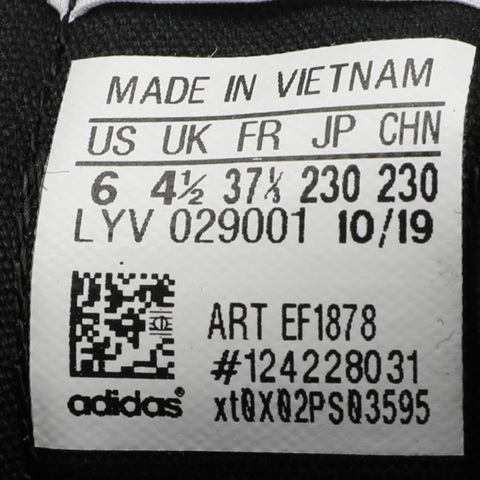 MADE IN VIETNAM
US UK FR JP CHN
6 4½ 37⅓ 230 230
LYV 029001 10/19
ART EF1878
#124228031
adidas® xt0X02PS03595